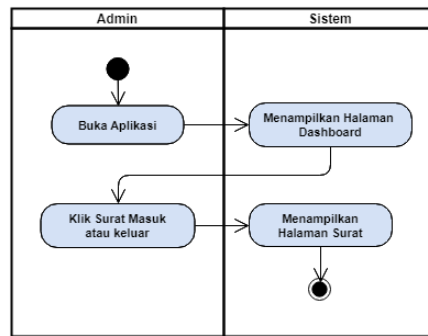 Admin
Sistem
Buka Aplikasi
Menampilkan Halaman
Dashboard
Klik Surat Masuk
atau keluar
Menampilkan
Halaman Surat